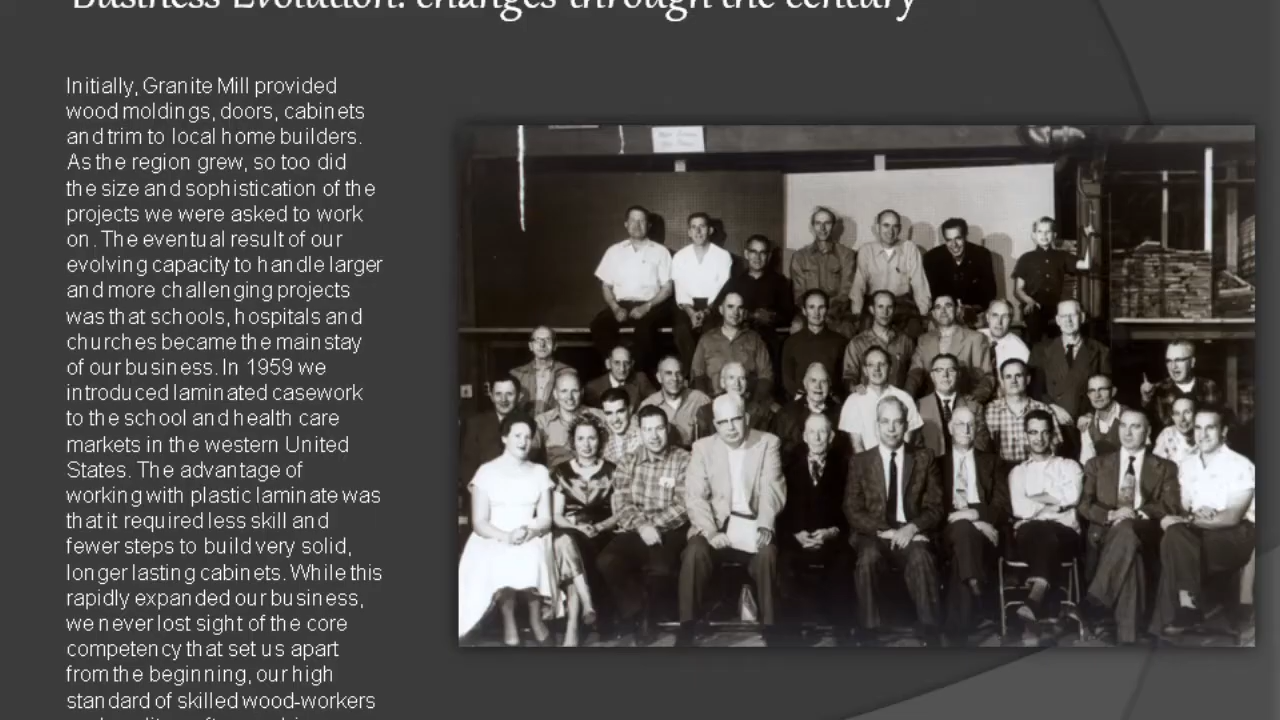 Business Evolution: changes through the century
Initially, Granite Mill provided
wood moldings, doors, cabinets
and trim to local home builders.
As the region grew, so too did
the size and sophistication of the
projects we were asked to work
on. The eventual result of our
evolving capacity to handle larger
and more challenging projects
was that schools, hospitals and
churches became the mainstay
of our business. In 1959 we
introduced laminated casework
to the school and health care
markets in the western United
States. The advantage of
working with plastic laminate was
that it required less skill and
fewer steps to build very solid,
longer lasting cabinets. While this
rapidly expanded our business,
we never lost sight of the core
competency that set us apart
from the beginning, our high
standard of skilled wood-workers